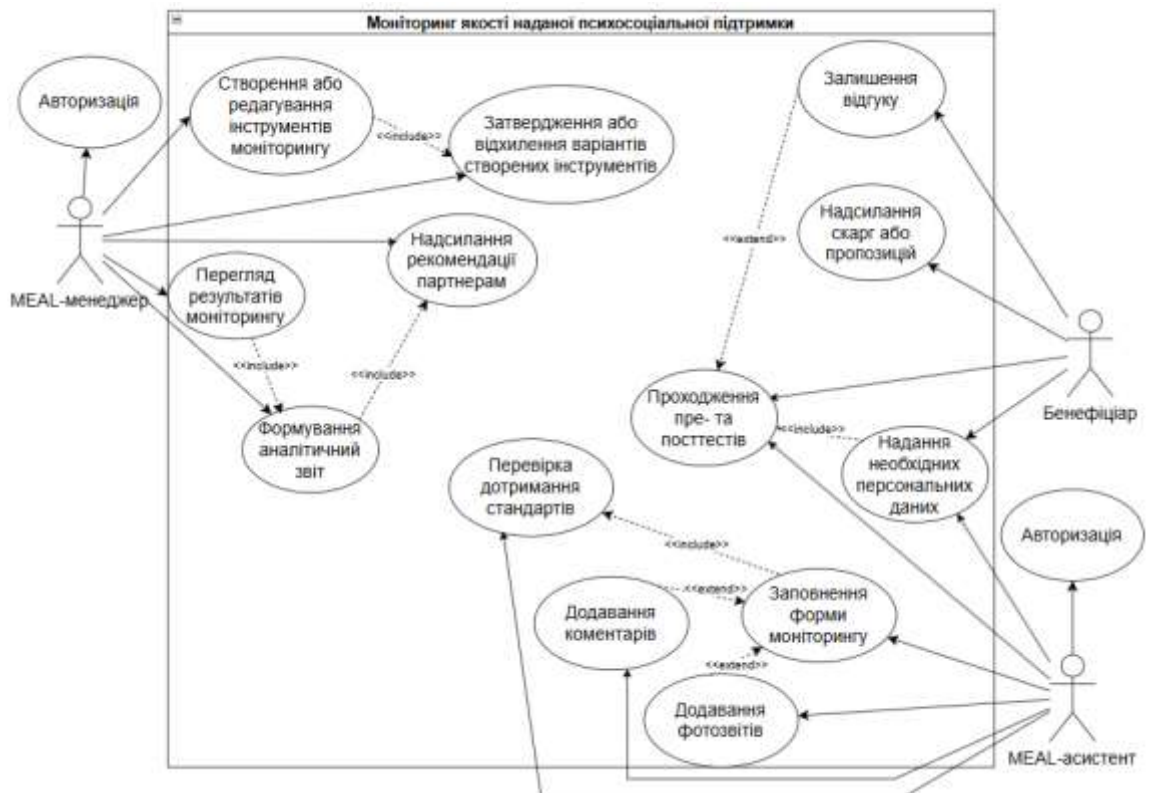 Моніторинг якості наданої психосоціальної підтримки
Авторизація
Створення або
редагування
інструментів
моніторингу
<<include>>
Затвердження або
відхилення варіантів
створених інструментів
Залишення
відгуку
Надсилання
скарг або
пропозицій
<<extend>>
МEAL-менеджер
Надсилання
рекомендації
партнерам
Перегляд
результатів
моніторингу
<<include>>
<<include>>
Формування
аналітичний
звіт
Бенефіціар
Проходження
пре- та
посттестів
<<include>>
Надання
необхідних
персональних
даних
Перевірка
дотримання
стандартів
<<include>>
Авторизація
<<extend>>
Заповнення
форми
моніторингу
Додавання
коментарів
<<extend>>
Додавання
фотозвітів
МEAL-асистент